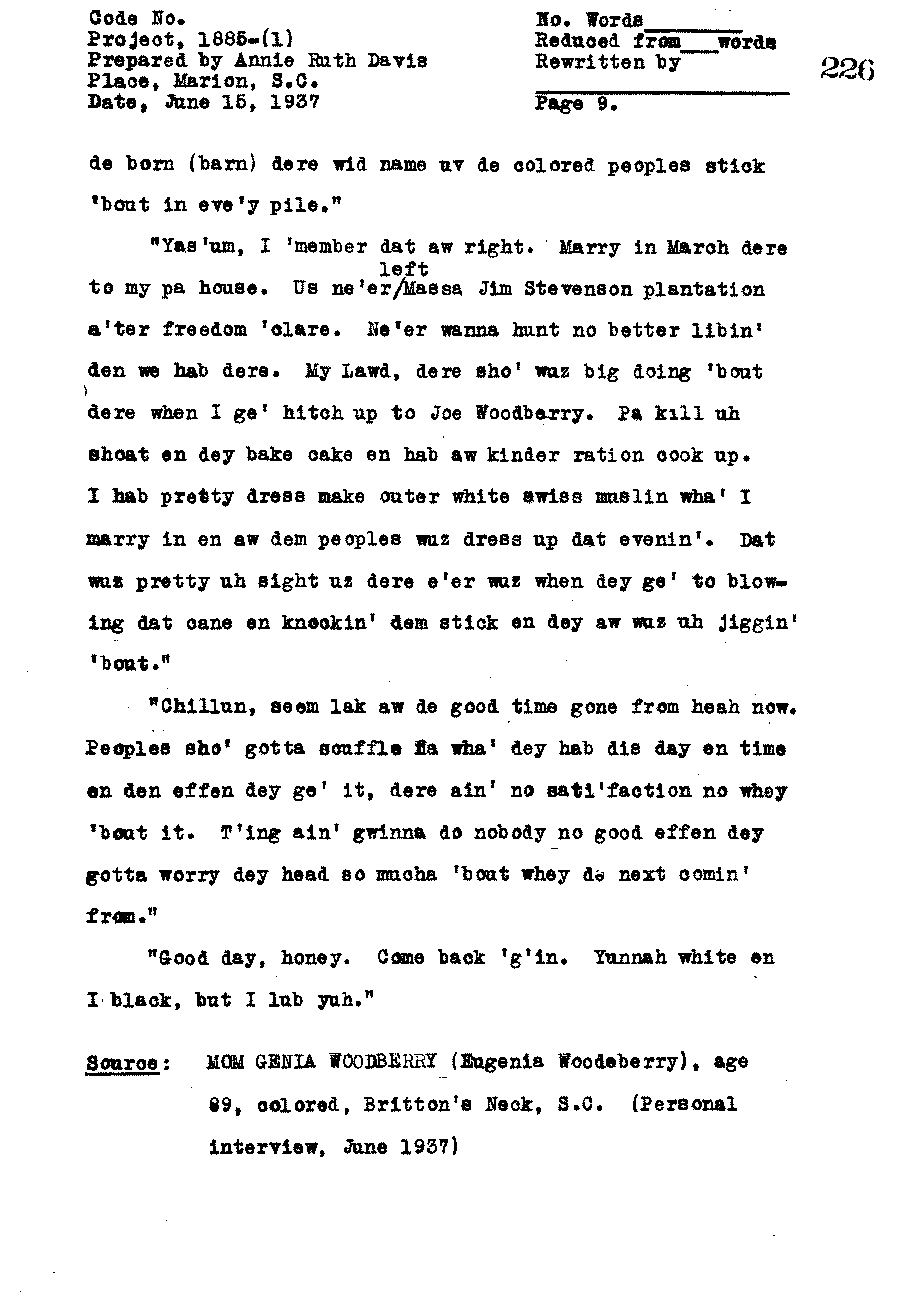 Code No.
Project, 1885-(1)
Prepared by Annie Ruth Davis
Place, Marion, S.C.
Date, June 15, 1937
No. Words
Reduced from words
Rewritten by
226
Page 9.
de born (barn) dere wid name uv de colored peoples stick
'bout in eve'y pile."
"Yas'um, I 'member dat aw right. Marry in March dere
left
to my pa house. Us ne'er/Massa Jim Stevenson plantation
a'ter freedom 'clare. Ne'er wanna hunt no better libin'
den we hab dere. My Lawd, dere sho' wuz big doing 'bout
dere when I ge' hitch up to Joe Woodberry. Pa kill uh
shoat en dey bake cake en hab aw kinder ration cook up.
I hab pretty dress make outer white swiss muslin wha' I
marry in en aw dem peoples wuz dress up dat evenin'. Dat
wuz pretty uh sight uz dere e'er wuz when dey ge' to blow-
ing dat cane en knockin' dem stick en dey aw wuz uh jiggin'
'bout."
"Chillun, seem lak aw de good time gone from heah now.
Peoples sho' gotta scuffle fa wha' dey hab dis day en time
en den effen dey ge' it, dere ain' no sati'faction no whey
'bout it. T'ing ain' gwinna do nobody no good effen dey
gotta worry dey head so mucha 'bout whey de next comin'
from."
"Good day, honey. Come back 'g'in. Yunnah white en
I black, but I lub yuh."
Source: MOM GENIA WOODBERRY (Eugenia Woodeberry), age
89, colored, Britton's Neck, S.C. (Personal
interview, June 1937)